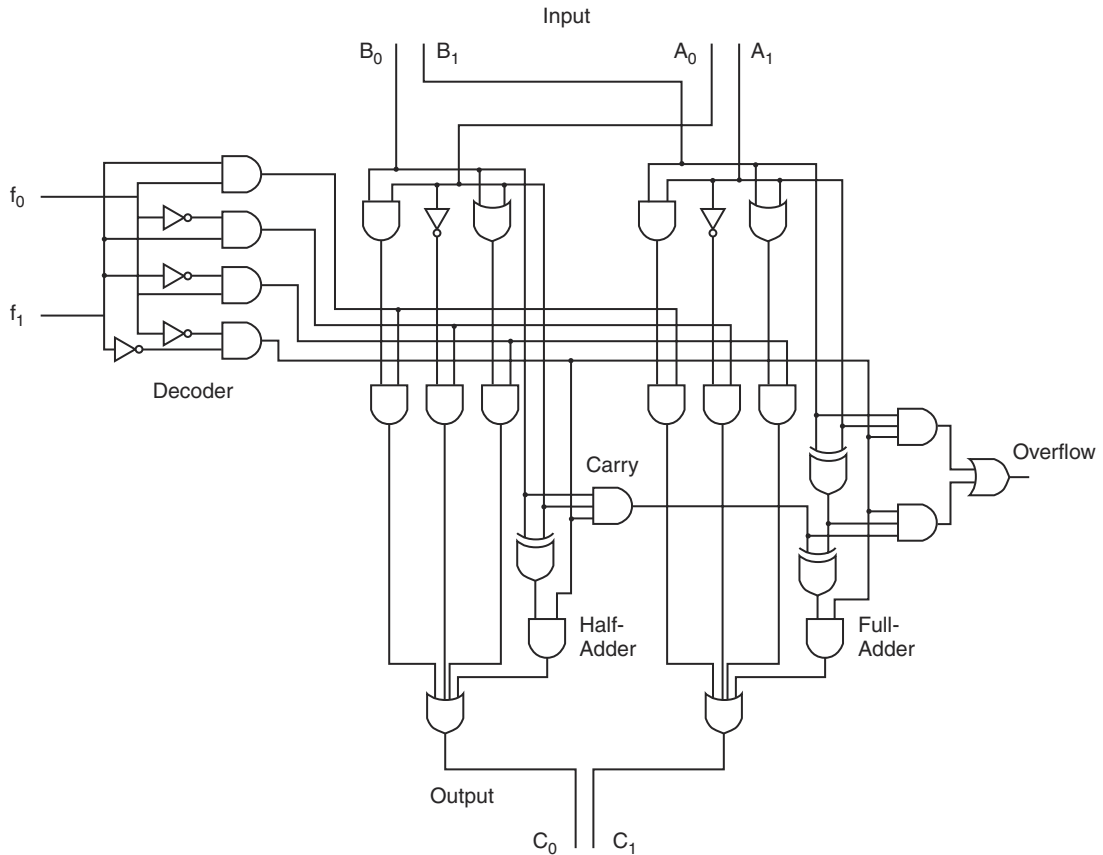 Input
B₀ B₁ A₀ A₁
f₀
f₁
Decoder
Overflow
Carry
Half-
Adder
Full-
Adder
Output
C₀ C₁